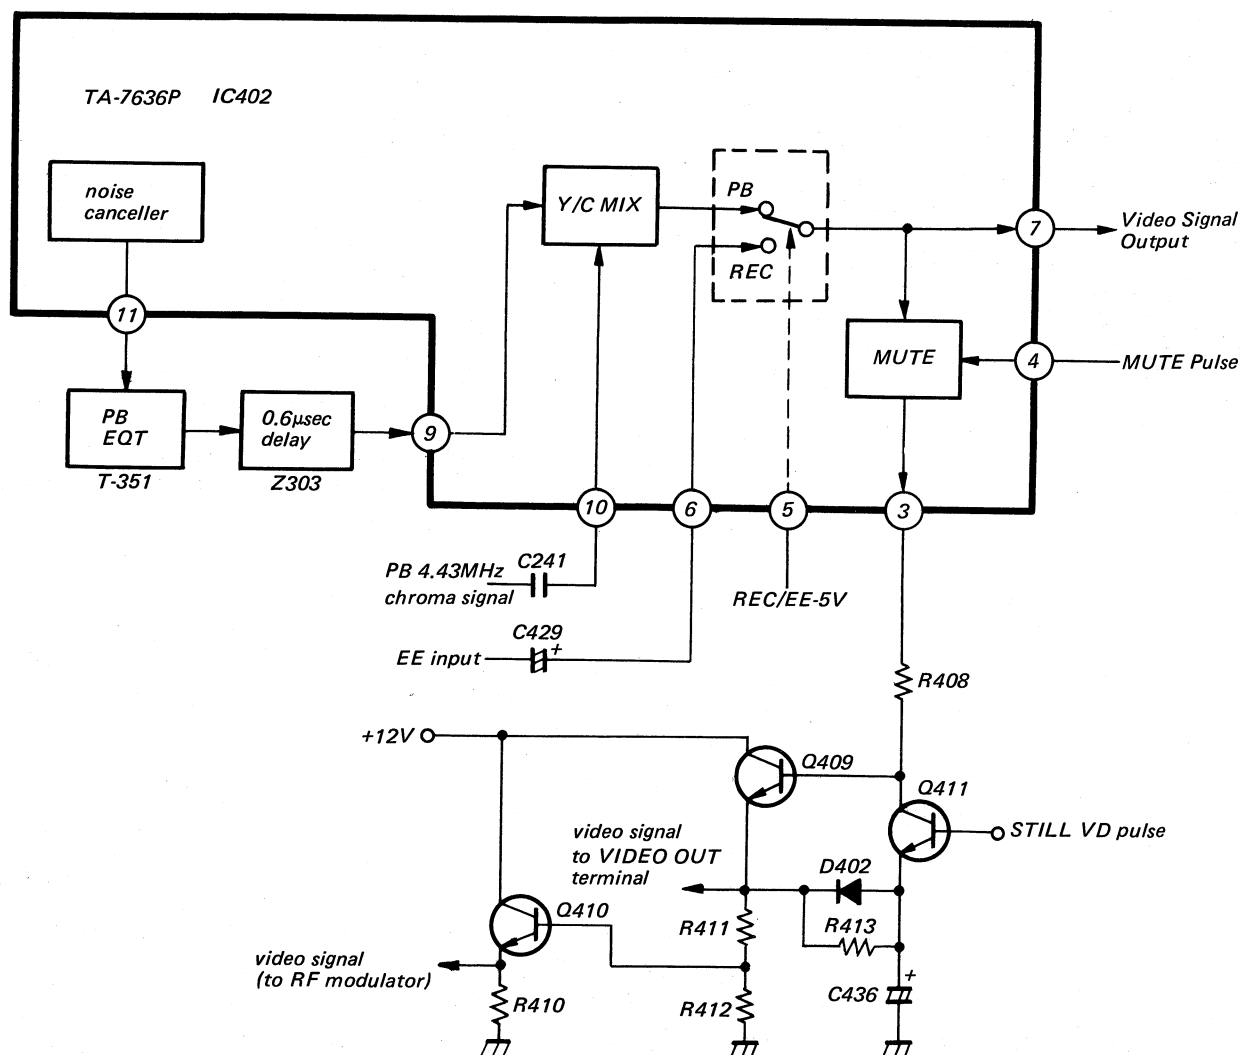 TA-7636P IC402
noise
canceller
11
PB
EQT
T-351
0.6μsec
delay
Z303
9
Y/C MIX
PB
REC
7
Video Signal
Output
MUTE
4
MUTE Pulse
10
6
5
3
C241
PB 4.43MHz
chroma signal
REC/EE-5V
C429
+
EE input
R408
+12V
Q409
Q411
STILL VD pulse
video signal
to VIDEO OUT
terminal
D402
Q410
R411
R413
video signal
(to RF modulator)
+
C436
R410
R412